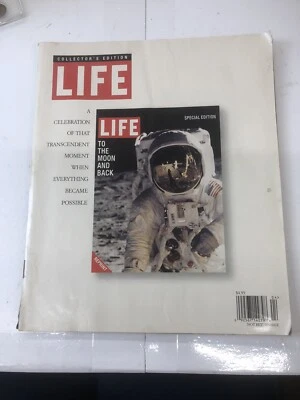 COLLECTOR'S EDITION
LIFE
A
CELEBRATION
OF THAT
TRANSCENDENT
MOMENT
WHEN
EVERYTHING
BECAME
POSSIBLE
LIFE
SPECIAL EDITION
TO
THE
MOON
AND
BACK
REPRINT